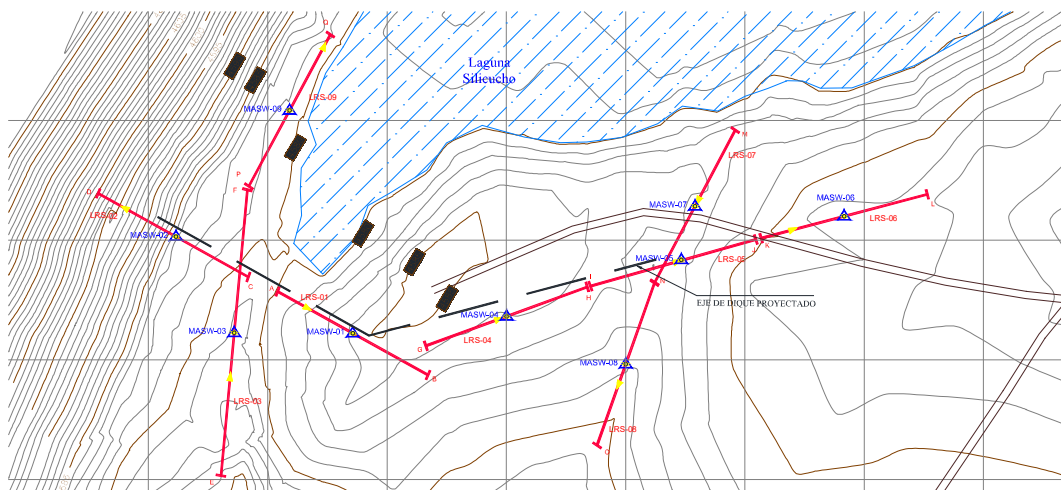 Laguna
Silicucho
Q
MASW-09
LRS-09
P
F
D
LRS-02
MASW-02
C
A
LRS-01
MASW-03
MASW-01
B
LRS-03
E
M
LRS-07
MASW-07
MASW-06
LRS-06
L
MASW-05
LRS-05
J
K
I
H
N
EJE DE DIQUE PROYECTADO
MASW-04
G
LRS-04
MASW-08
LRS-08
O